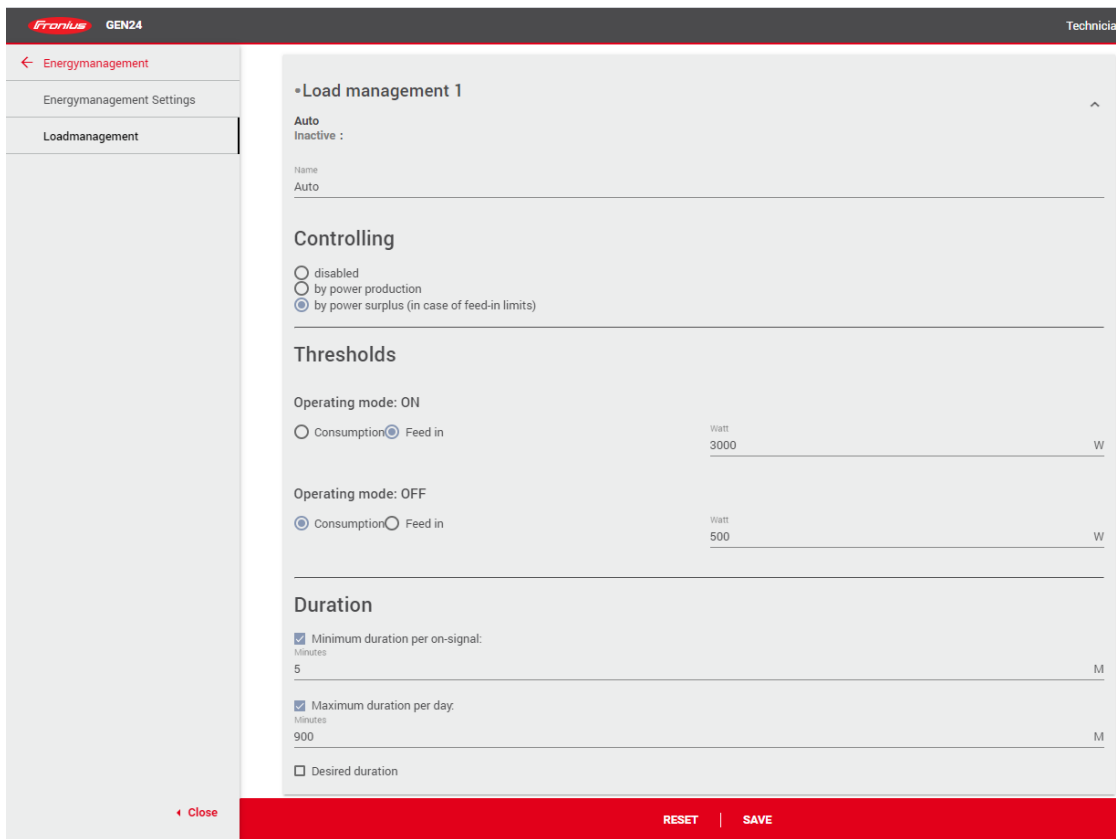 Fronius GEN24
Technicia
Energymanagement
Energymanagement Settings
Loadmanagement
•Load management 1
Auto
Inactive :
Name
Auto
Controlling
disabled
by power production
by power surplus (in case of feed-in limits)
Thresholds
Operating mode: ON
Consumption Feed in
Watt
3000 W
Operating mode: OFF
Consumption Feed in
Watt
500 W
Duration
Minimum duration per on-signal:
Minutes
5 M
Maximum duration per day:
Minutes
900 M
Desired duration
Close
RESET | SAVE